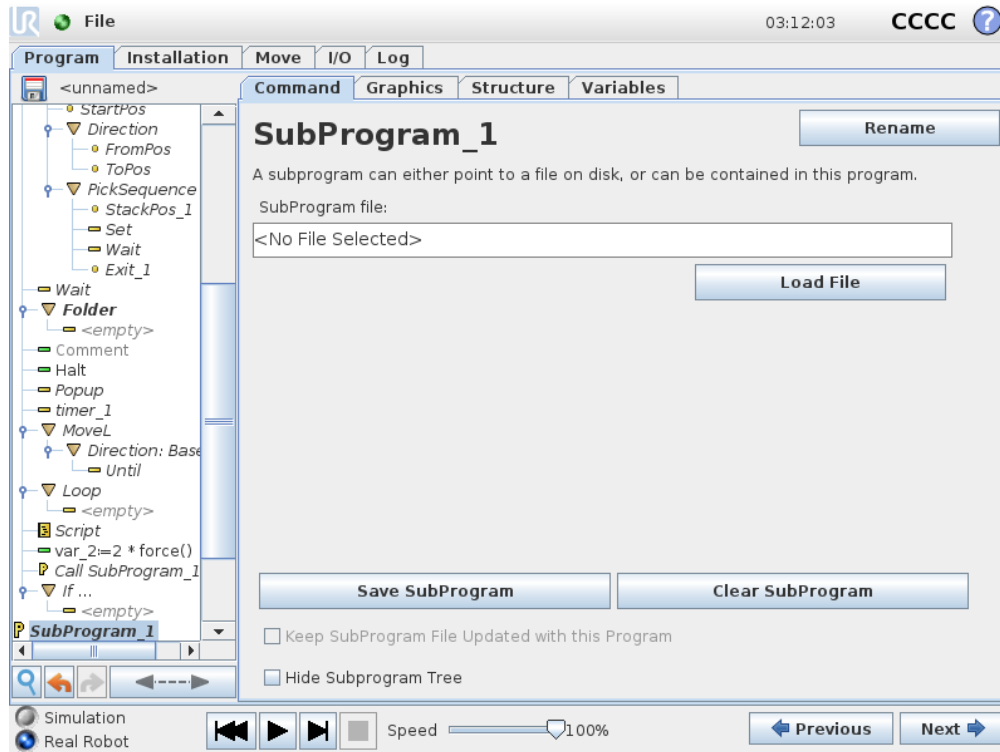 UR File 03:12:03 CCCC ?
Program Installation Move I/O Log
<unnamed> Command Graphics Structure Variables
StartPos
Direction
FromPos
ToPos
PickSequence
StackPos_1
Set
Wait
Exit_1
Wait
Folder
<empty>
Comment
Halt
Popup
timer_1
MoveL
Direction: Base
Until
Loop
<empty>
Script
var_2:=2 * force()
P Call SubProgram_1
If ...
<empty>
P SubProgram_1
SubProgram_1
Rename
A subprogram can either point to a file on disk, or can be contained in this program.
SubProgram file:
<No File Selected>
Load File
Save SubProgram Clear SubProgram
Keep SubProgram File Updated with this Program
Hide Subprogram Tree
Simulation
Real Robot
Speed 100%
Previous Next